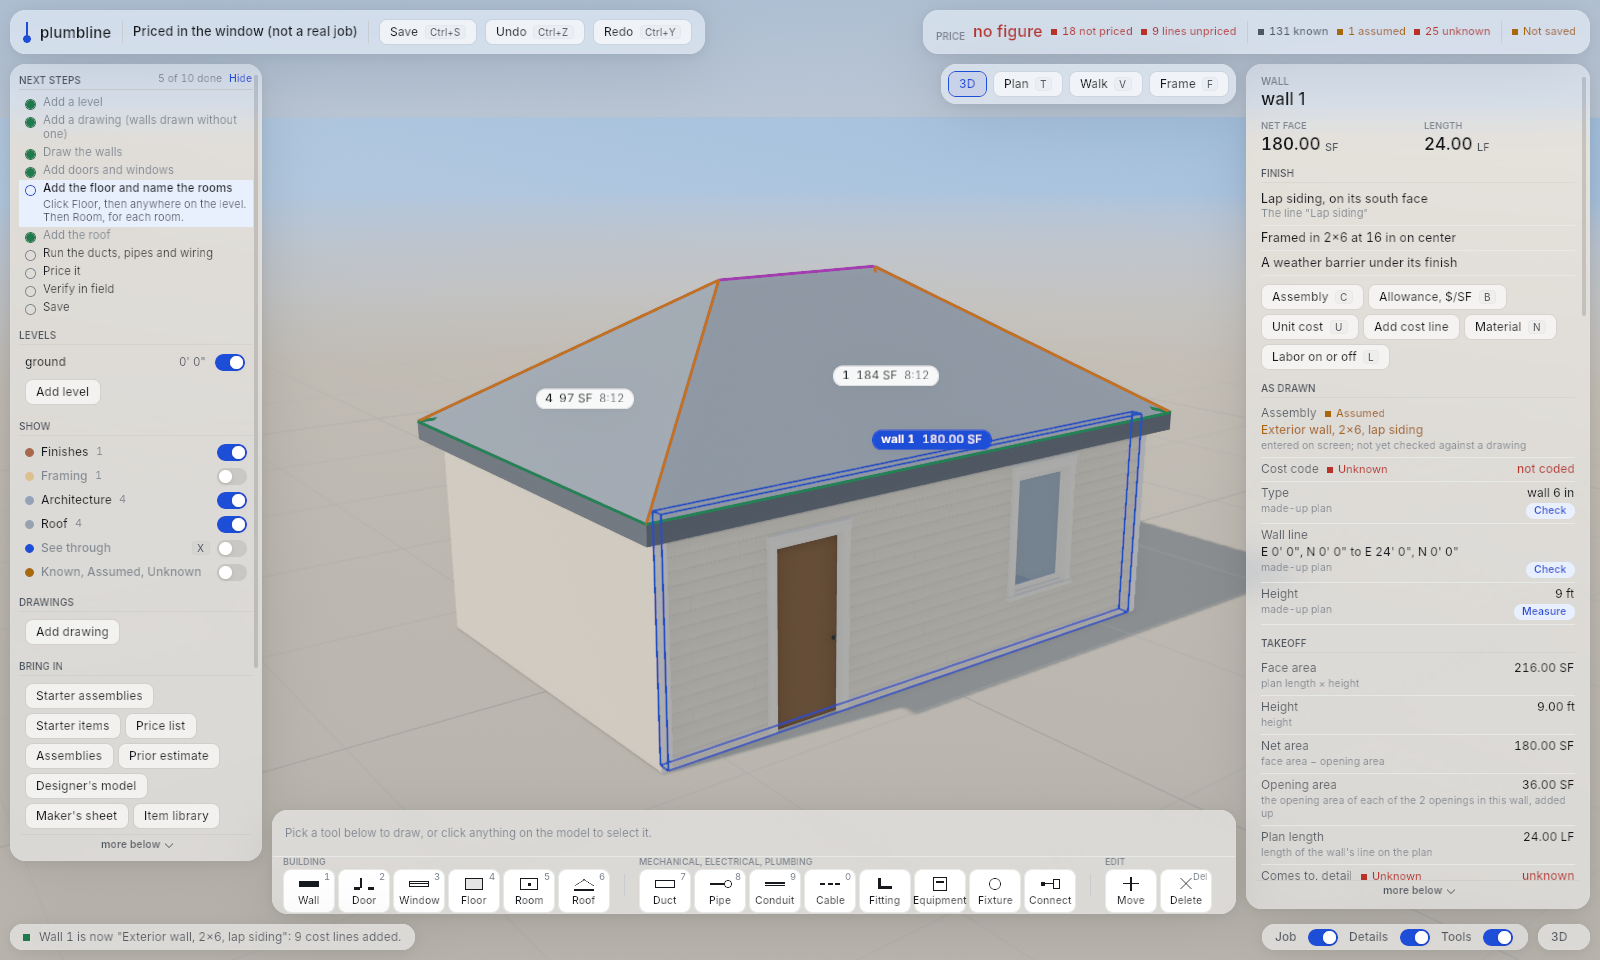 plumbline
Priced in the window (not a real job)
Save Ctrl+S
Undo Ctrl+Z
Redo Ctrl+Y
PRICE no figure
18 not priced
9 lines unpriced
131 known
1 assumed
25 unknown
Not saved
NEXT STEPS
5 of 10 done
Hide
Add a level
Add a drawing (walls drawn without
one)
Draw the walls
Add doors and windows
Add the floor and name the rooms
Click Floor, then anywhere on the level.
Then Room, for each room.
Add the roof
Run the ducts, pipes and wiring
Price it
Verify in field
Save
LEVELS
ground 0' 0"
Add level
SHOW
Finishes 1
Framing 1
Architecture 4
Roof 4
See through X
Known, Assumed, Unknown
DRAWINGS
Add drawing
BRING IN
Starter assemblies
Starter items
Price list
Assemblies
Prior estimate
Designer's model
Maker's sheet
Item library
more below
3D
Plan T
Walk V
Frame F
4 97 SF 8:12
1 184 SF 8:12
wall 1 180.00 SF
WALL
wall 1
NET FACE
180.00 SF
LENGTH
24.00 LF
FINISH
Lap siding, on its south face
The line "Lap siding"
Framed in 2×6 at 16 in on center
A weather barrier under its finish
Assembly C
Allowance, $/SF B
Unit cost U
Add cost line
Material N
Labor on or off L
AS DRAWN
Assembly Assumed
Exterior wall, 2×6, lap siding
entered on screen; not yet checked against a drawing
Cost code Unknown not coded
Type wall 6 in
made-up plan Check
Wall line
E 0' 0", N 0' 0" to E 24' 0", N 0' 0"
made-up plan Check
Height 9 ft
made-up plan Measure
TAKEOFF
Face area 216.00 SF
plan length × height
Height 9.00 ft
height
Net area 180.00 SF
face area − opening area
Opening area 36.00 SF
the opening area of each of the 2 openings in this wall, added
up
Plan length 24.00 LF
length of the wall's line on the plan
Comes to, detail Unknown unknown
more below
Pick a tool below to draw, or click anything on the model to select it.
BUILDING
Wall 1
Door 2
Window 3
Floor 4
Room 5
Roof 6
MECHANICAL, ELECTRICAL, PLUMBING
Duct 7
Pipe 8
Conduit 9
Cable 0
Fitting
Equipment
Fixture
Connect
EDIT
Move
Delete Del
Wall 1 is now "Exterior wall, 2×6, lap siding": 9 cost lines added.
Job
Details
Tools
3D